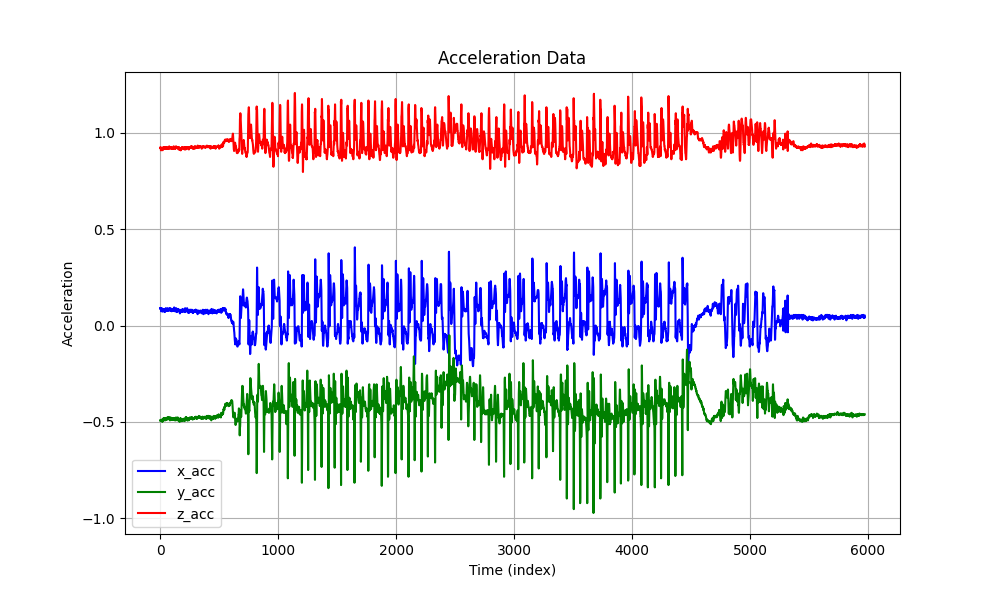 Acceleration Data
Acceleration
1.0
0.5
0.0
−0.5
−1.0
x_acc
y_acc
z_acc
0 1000 2000 3000 4000 5000 6000
Time (index)